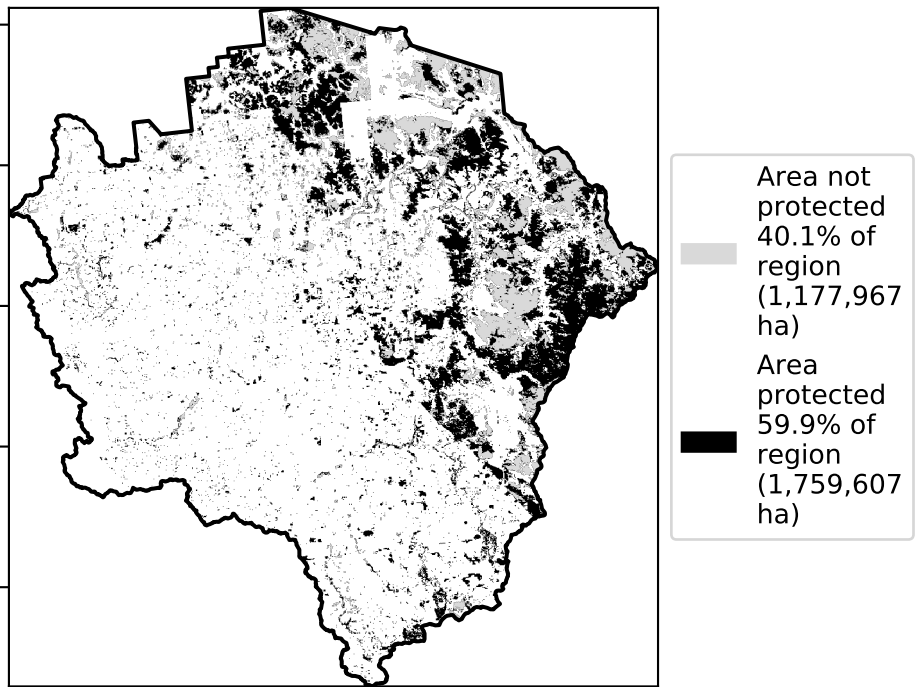 Area not
protected
40.1% of
region
(1,177,967
ha)
Area
protected
59.9% of
region
(1,759,607
ha)